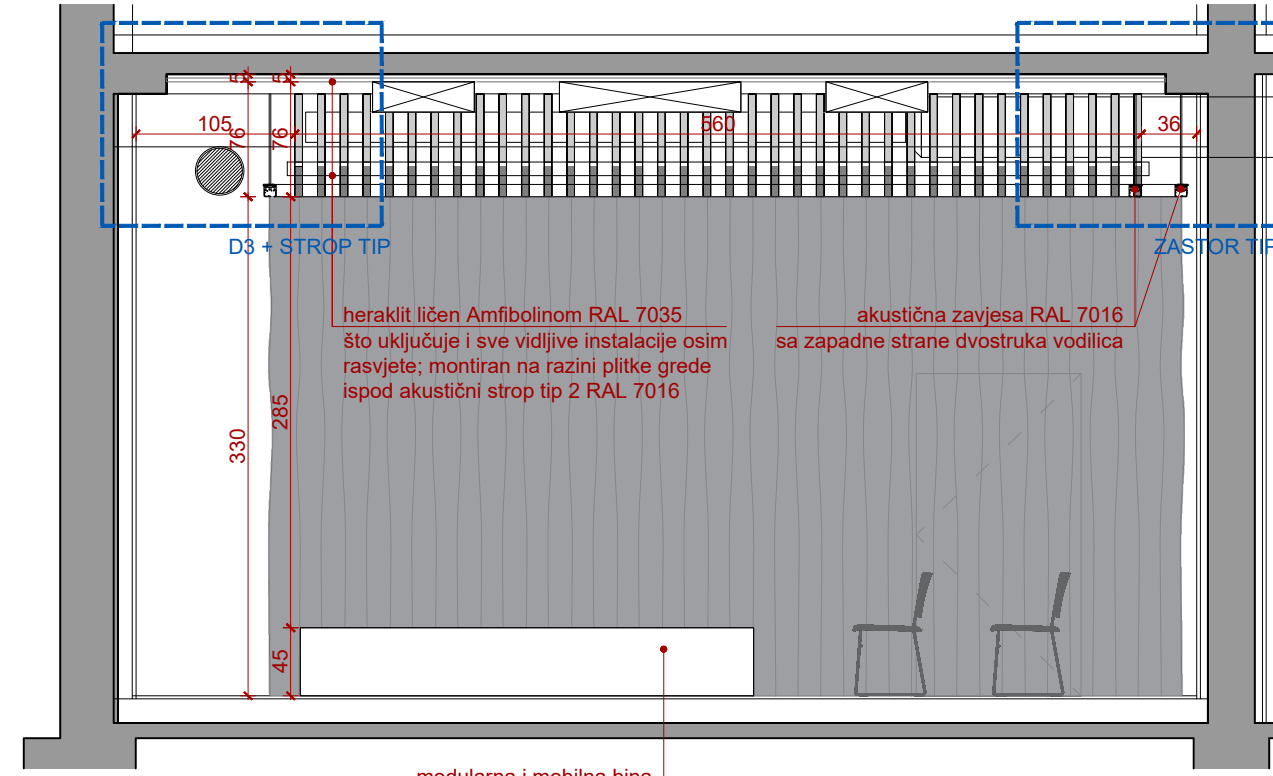 5
5
105
76
76
560
36
D3 + STROP TIP
ZASTOR TIP
heraklit ličen Amfibolinom RAL 7035
što uključuje i sve vidljive instalacije osim
rasvjete; montiran na razini plitke grede
ispod akustični strop tip 2 RAL 7016
akustična zavjesa RAL 7016
sa zapadne strane dvostruka vodilica
285
330
45
modularna i mobilna bina